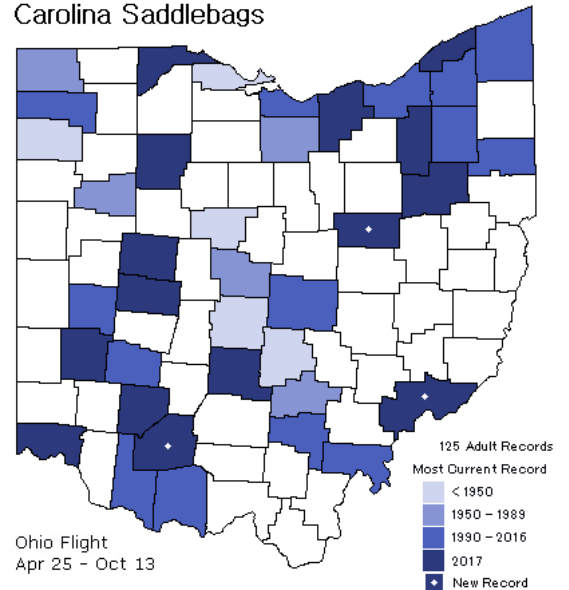 Carolina Saddlebags
125 Adult Records
Most Current Record
< 1950
1950 - 1989
1990 - 2016
2017
New Record
Ohio Flight
Apr 25 - Oct 13